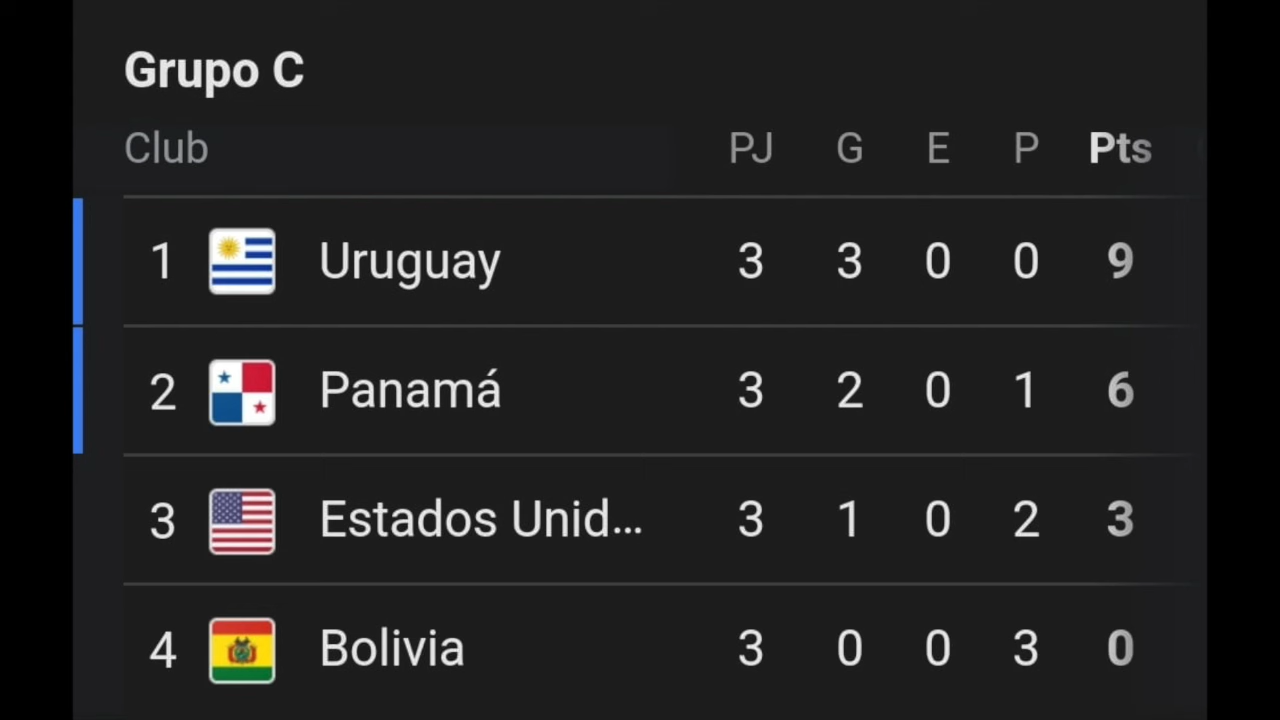 Grupo C
Club PJ G E P Pts
1 Uruguay 3 3 0 0 9
2 Panamá 3 2 0 1 6
3 Estados Unid... 3 1 0 2 3
4 Bolivia 3 0 0 3 0